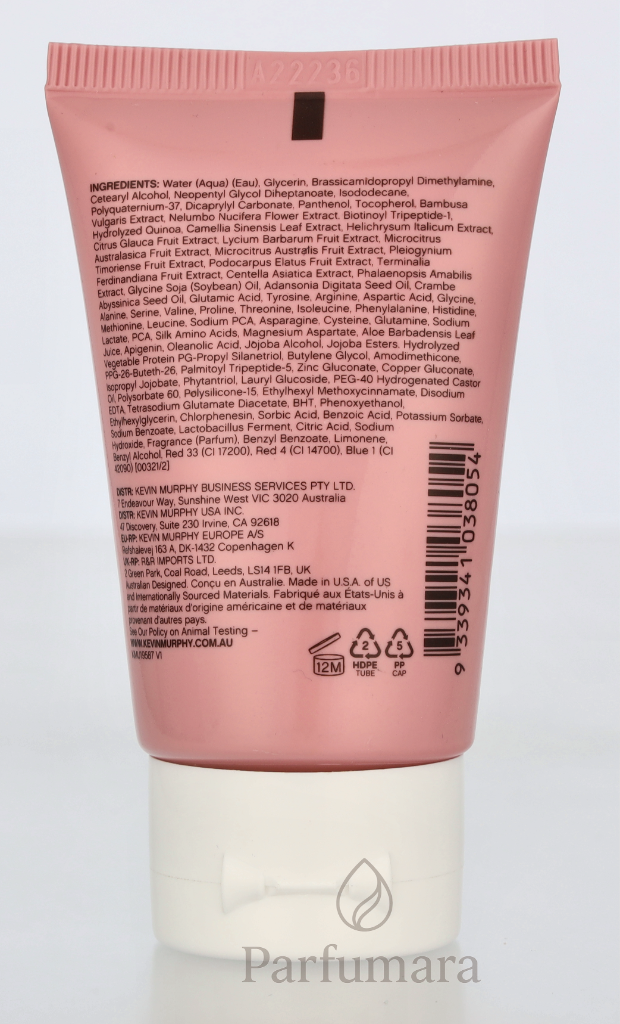 A22236
INGREDIENTS: Water (Aqua) (Eau), Glycerin, Brassicamidopropyl Dimethylamine,
Cetearyl Alcohol, Neopentyl Glycol Diheptanoate, Isododecane,
Polyquaternium-37, Dicaprylyl Carbonate, Panthenol, Tocopherol, Bambusa
Vulgaris Extract, Nelumbo Nucifera Flower Extract, Biotinoyl Tripeptide-1,
Hydrolyzed Quinoa, Camellia Sinensis Leaf Extract, Helichrysum Italicum Extract,
Citrus Glauca Fruit Extract, Lycium Barbarum Fruit Extract, Microcitrus
Australasica Fruit Extract, Microcitrus Australis Fruit Extract, Pleiogynium
Timoriense Fruit Extract, Podocarpus Elatus Fruit Extract, Terminalia
Ferdinandiana Fruit Extract, Centella Asiatica Extract, Phalaenopsis Amabilis
Extract, Glycine Soja (Soybean) Oil, Adansonia Digitata Seed Oil, Crambe
Abyssinica Seed Oil, Glutamic Acid, Tyrosine, Arginine, Aspartic Acid, Glycine,
Alanine, Serine, Valine, Proline, Threonine, Isoleucine, Phenylalanine, Histidine,
Methionine, Leucine, Sodium PCA, Asparagine, Cysteine, Glutamine, Sodium
Lactate, PCA, Silk Amino Acids, Magnesium Aspartate, Aloe Barbadensis Leaf
Juice, Apigenin, Oleanolic Acid, Jojoba Alcohol, Jojoba Esters. Hydrolyzed
Vegetable Protein PG-Propyl Silanetriol, Butylene Glycol, Amodimethicone,
PPG-26-Buteth-26, Palmitoyl Tripeptide-5, Zinc Gluconate, Copper Gluconate,
Isopropyl Jojobate, Phytantriol, Lauryl Glucoside, PEG-40 Hydrogenated Castor
Oil, Polysorbate 60, Polysilicone-15, Ethylhexyl Methoxycinnamate, Disodium
EDTA, Tetrasodium Glutamate Diacetate, BHT, Phenoxyethanol,
Ethylhexylglycerin, Chlorphenesin, Sorbic Acid, Benzoic Acid, Potassium Sorbate,
Sodium Benzoate, Lactobacillus Ferment, Citric Acid, Sodium
Hydroxide, Fragrance (Parfum), Benzyl Benzoate, Limonene,
Benzyl Alcohol, Red 33 (CI 17200), Red 4 (CI 14700), Blue 1 (CI
42090) [00321/2]
DISTR: KEVIN MURPHY BUSINESS SERVICES PTY LTD.
7 Endeavour Way, Sunshine West VIC 3020 Australia
DISTR: KEVIN MURPHY USA INC.
47 Discovery, Suite 230 Irvine, CA 92618
EU-RP: KEVIN MURPHY EUROPE A/S
Refshalevej 163 A, DK-1432 Copenhagen K
UK-RP: R&R IMPORTS LTD.
2 Green Park, Coal Road, Leeds, LS14 1FB, UK
Australian Designed. Conçu en Australie. Made in U.S.A. of US
and Internationally Sourced Materials. Fabriqué aux États-Unis à
partir de matériaux d'origine américaine et de matériaux
provenant d'autres pays.
See Our Policy on Animal Testing –
WWW.KEVINMURPHY.COM.AU
KMU19587 V1
12M
2
HDPE
TUBE
5
PP
CAP
9 339341 038054
Parfumara